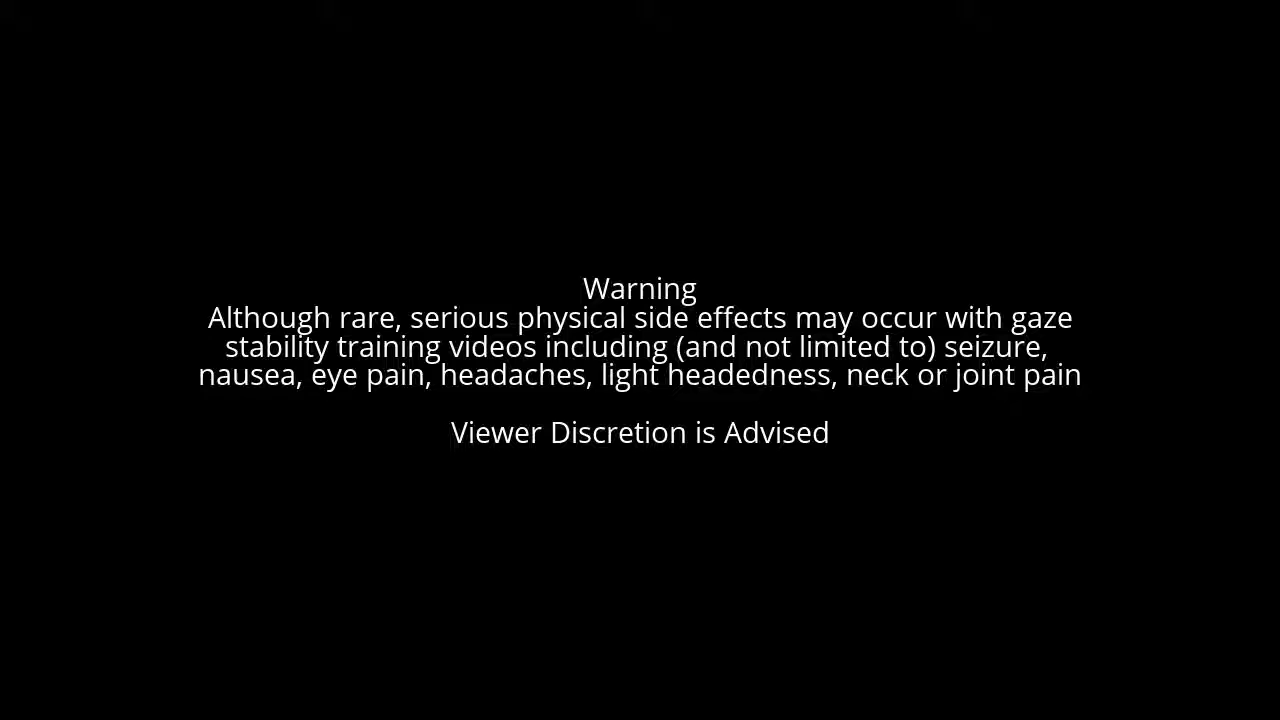 Warning
Although rare, serious physical side effects may occur with gaze
stability training videos including (and not limited to) seizure,
nausea, eye pain, headaches, light headedness, neck or joint pain
Viewer Discretion is Advised